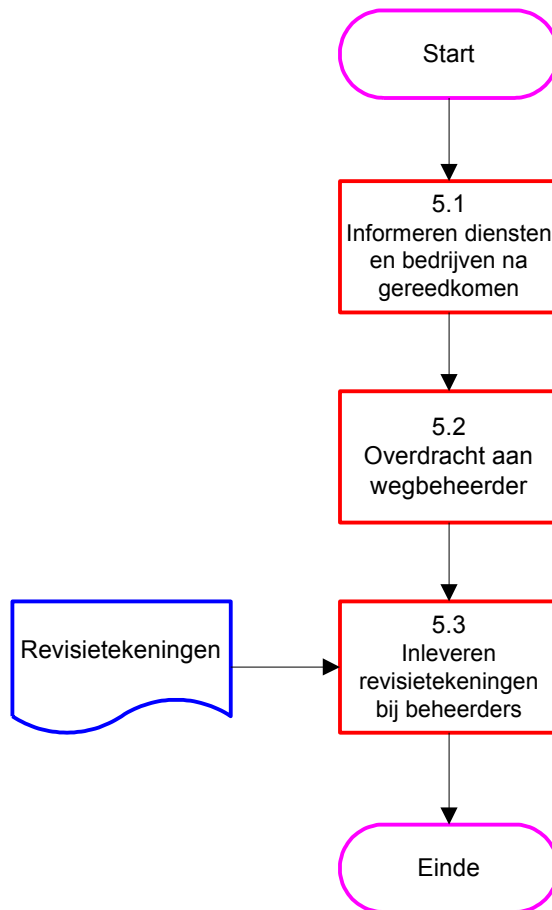 Start
5.1
Informeren diensten
en bedrijven na
gereedkomen
5.2
Overdracht aan
wegbeheerder
Revisietekeningen
5.3
Inleveren
revisietekeningen
bij beheerders
Einde